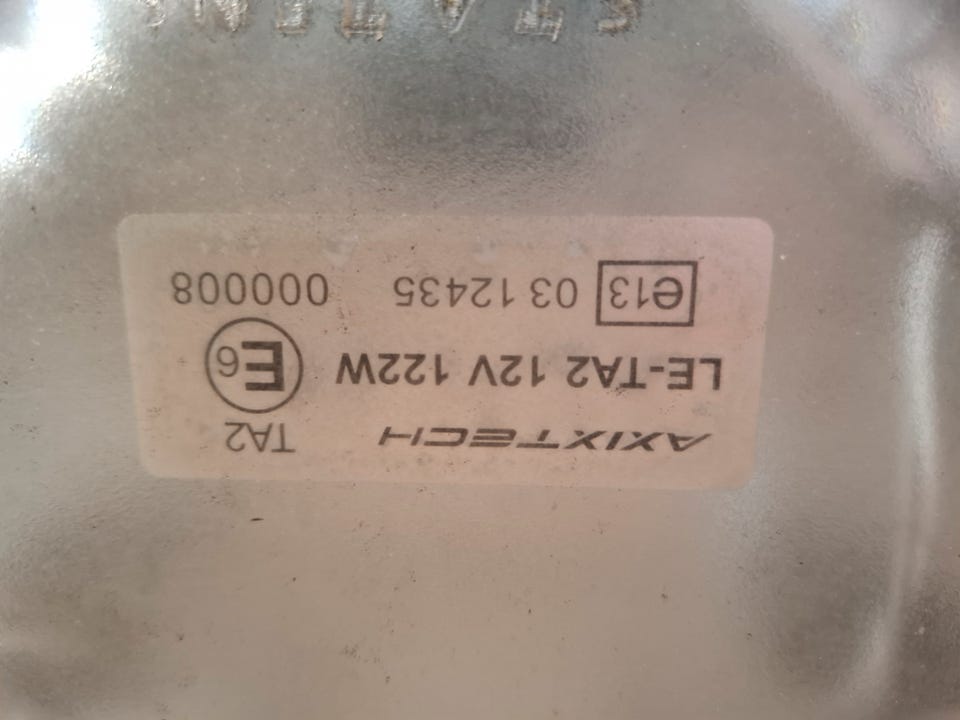 AXIXTECH TA2
LE-TA2 12V 122W E6
e13 03 12435 000008